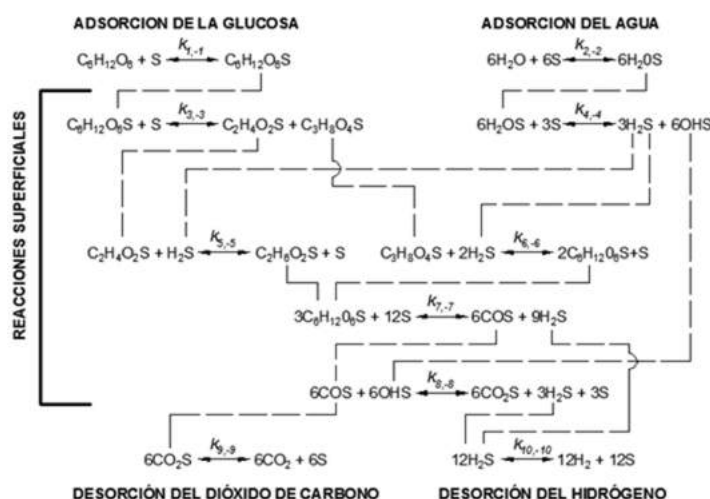 ADSORCION DE LA GLUCOSA
ADSORCION DEL AGUA
C₆H₁₂O₆ + S k₁,₋₁ C₆H₁₂O₆S
6H₂O + 6S k₂,₋₂ 6H₂0S
REACCIONES SUPERFICIALES
C₆H₁₂O₆S + S k₃,₋₃ C₂H₄O₂S + C₃H₈O₄S
6H₂OS + 3S k₄,₋₄ 3H₂S + 6OHS
C₂H₄O₂S + H₂S k₅,₋₅ C₂H₆O₂S + S
C₃H₈O₄S + 2H₂S k₆,₋₆ 2C₆H₁₂0₆S+S
3C₆H₁₂0₆S + 12S k₇,₋₇ 6COS + 9H₂S
6COS + 6OHS k₈,₋₈ 6CO₂S + 3H₂S + 3S
6CO₂S k₉,₋₉ 6CO₂ + 6S
12H₂S k₁₀,₋₁₀ 12H₂ + 12S
DESORCIÓN DEL DIÓXIDO DE CARBONO
DESORCIÓN DEL HIDRÓGENO